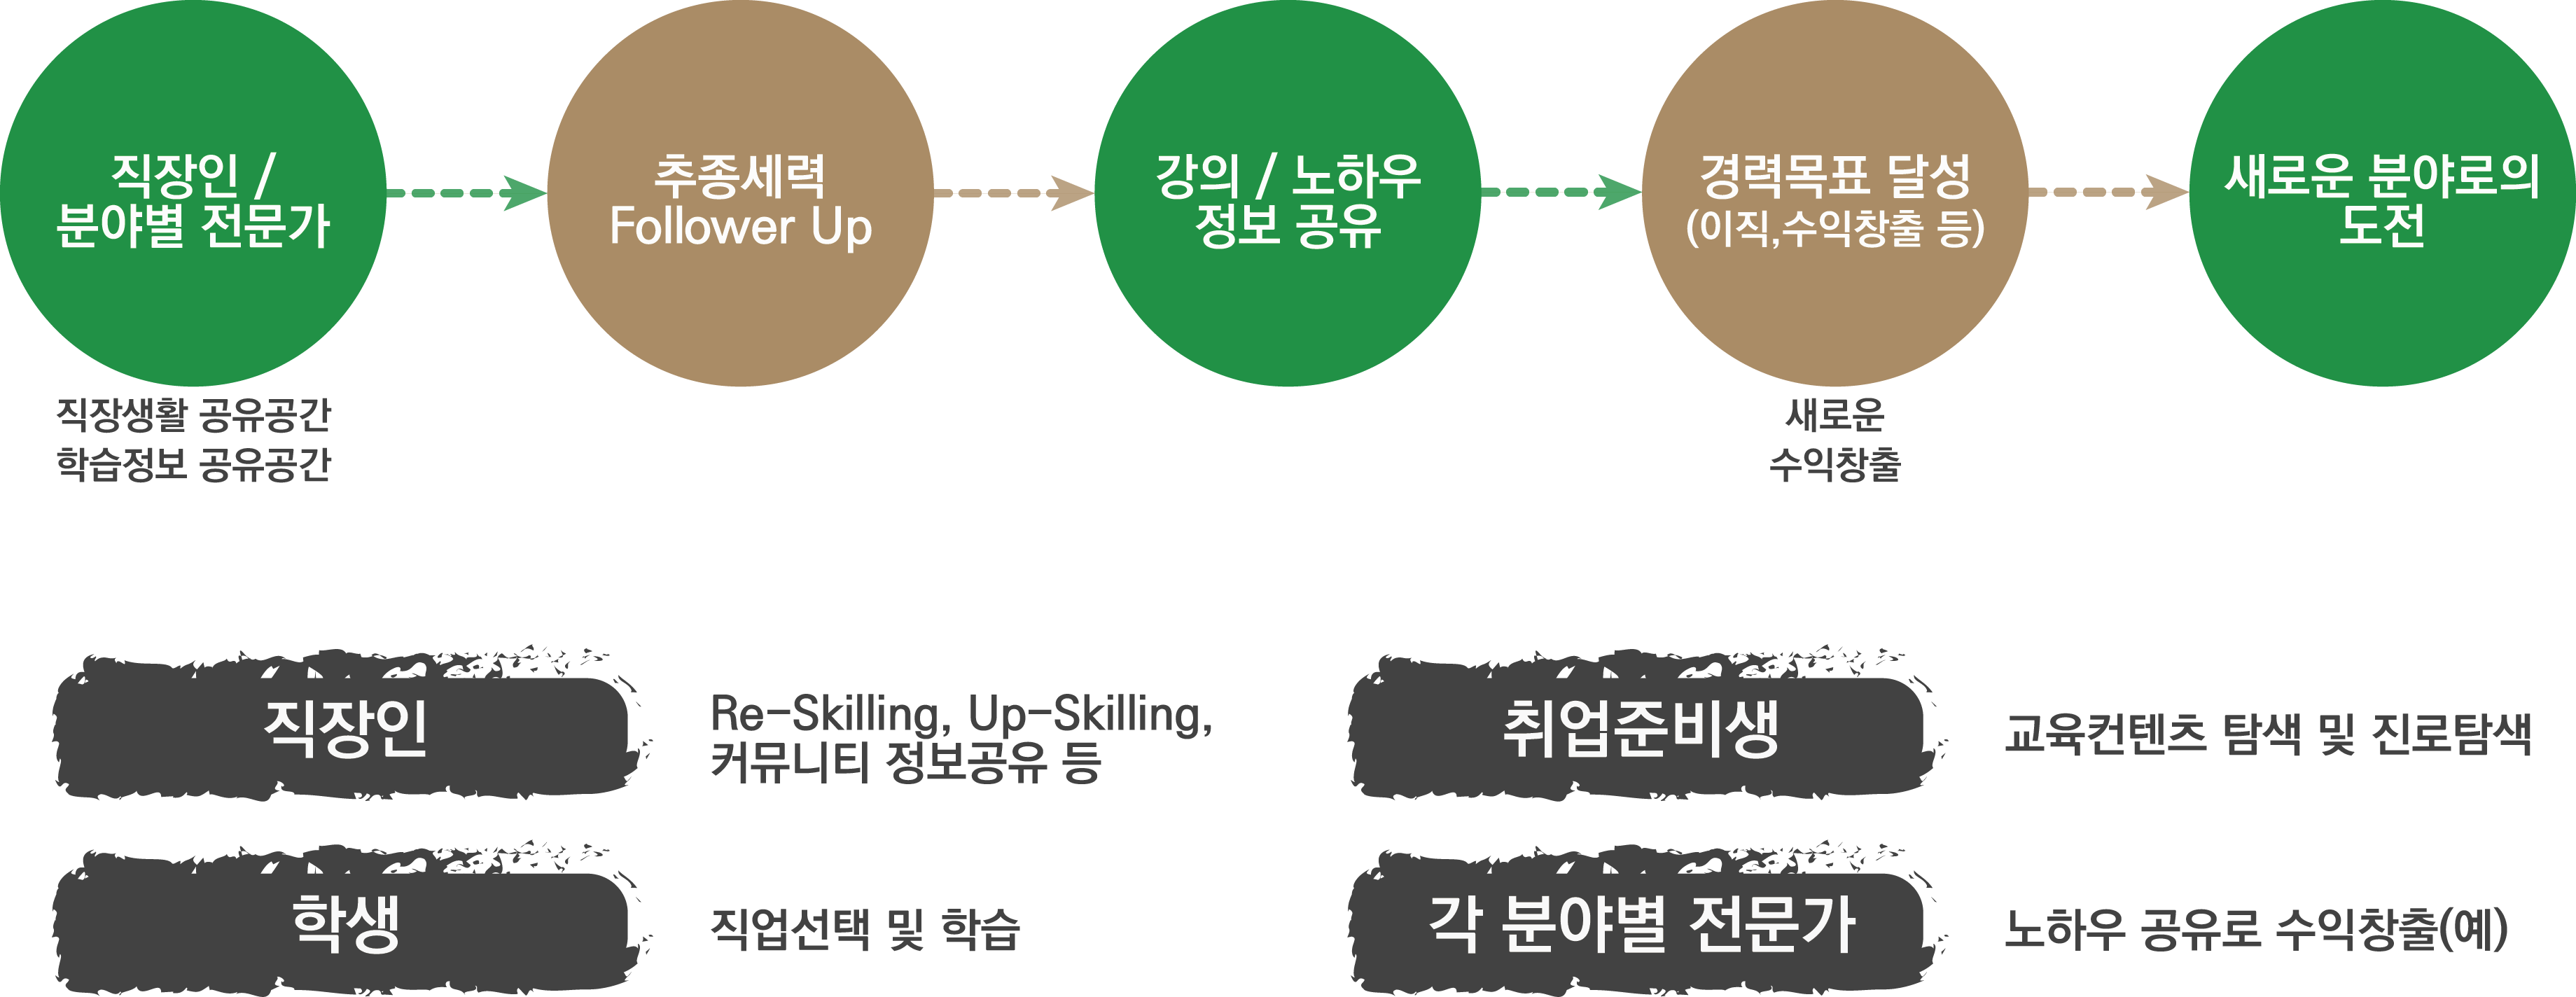 직장인 /
분야별 전문가
추종세력
Follower Up
강의 / 노하우
정보 공유
경력목표 달성
(이직,수익창출 등)
새로운 분야로의
도전
직장생활 공유공간
학습정보 공유공간
새로운
수익창출
직장인
Re-Skilling, Up-Skilling,
커뮤니티 정보공유 등
취업준비생
교육컨텐츠 탐색 및 진로탐색
학생
직업선택 및 학습
각 분야별 전문가
노하우 공유로 수익창출(예)